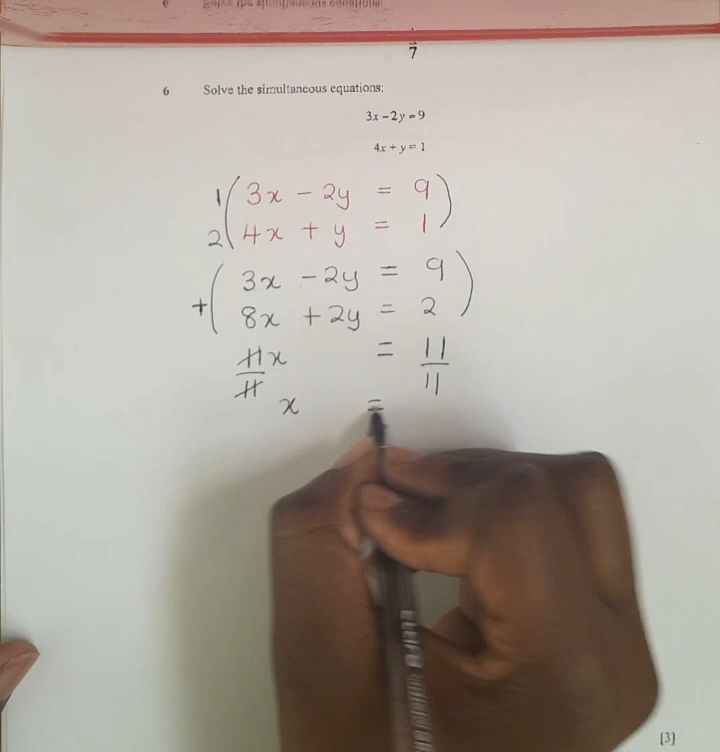 7
6 Solve the simultaneous equations:
3x - 2y = 9
4x + y = 1
1 ( 3x - 2y = 9 )
2 ( 4x + y = 1 )
+ ( 3x - 2y = 9
8x + 2y = 2 )
11x = 11
11 11
x =
[3]